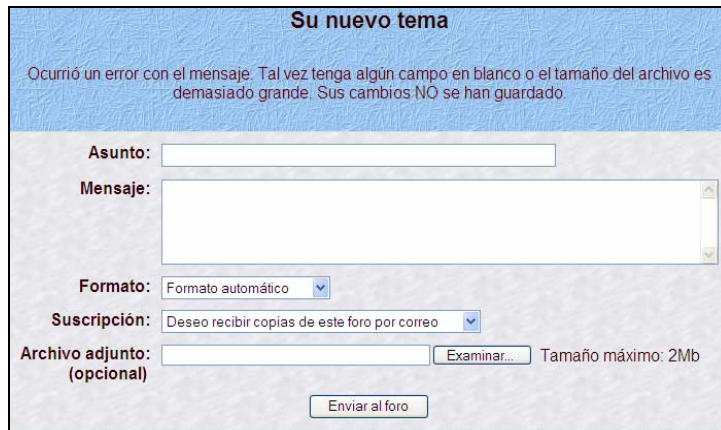 Su nuevo tema
Ocurrió un error con el mensaje. Tal vez tenga algún campo en blanco o el tamaño del archivo es
demasiado grande. Sus cambios NO se han guardado.
Asunto:
Mensaje:
Formato: Formato automático
Suscripción: Deseo recibir copias de este foro por correo
Archivo adjunto: Examinar... Tamaño máximo: 2Mb
(opcional)
Enviar al foro